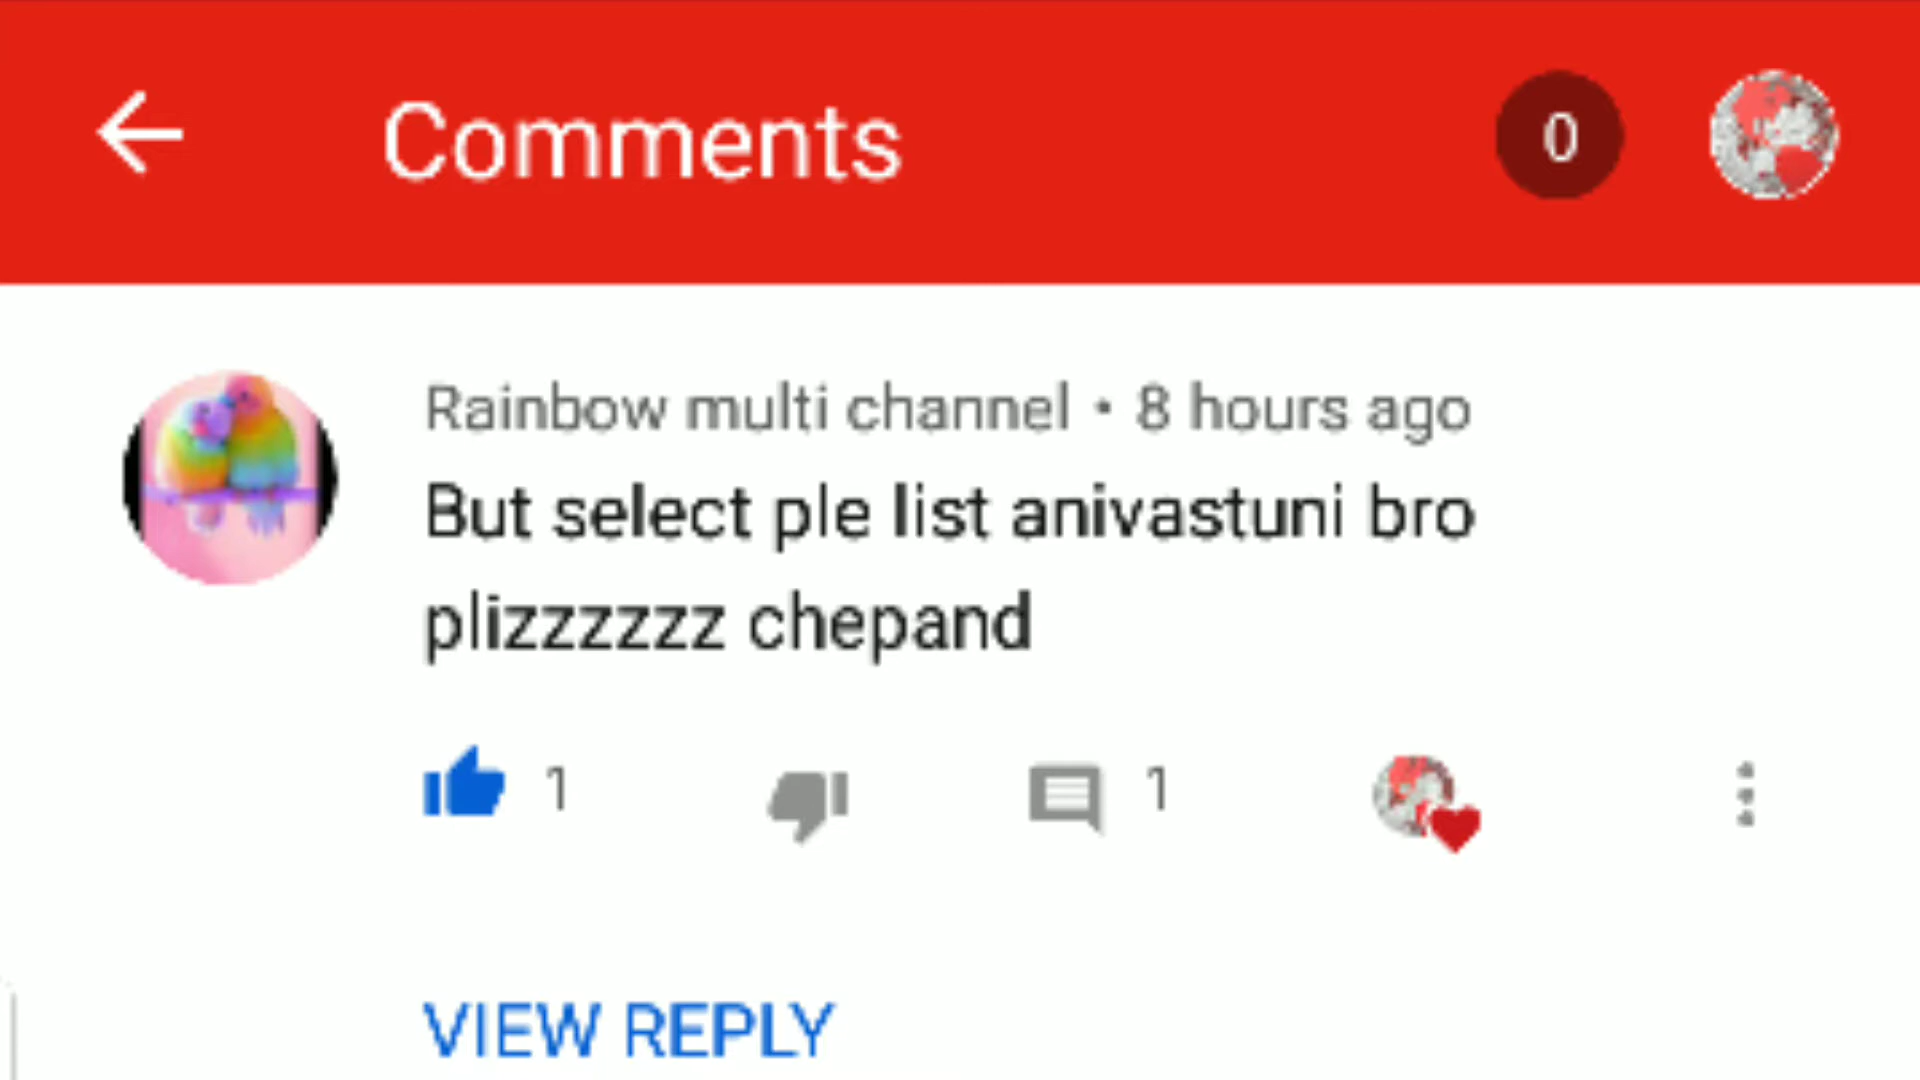 Comments
0
Rainbow multi channel • 8 hours ago
But select ple list anivastuni bro
plizzzzzz chepand
1
1
VIEW REPLY